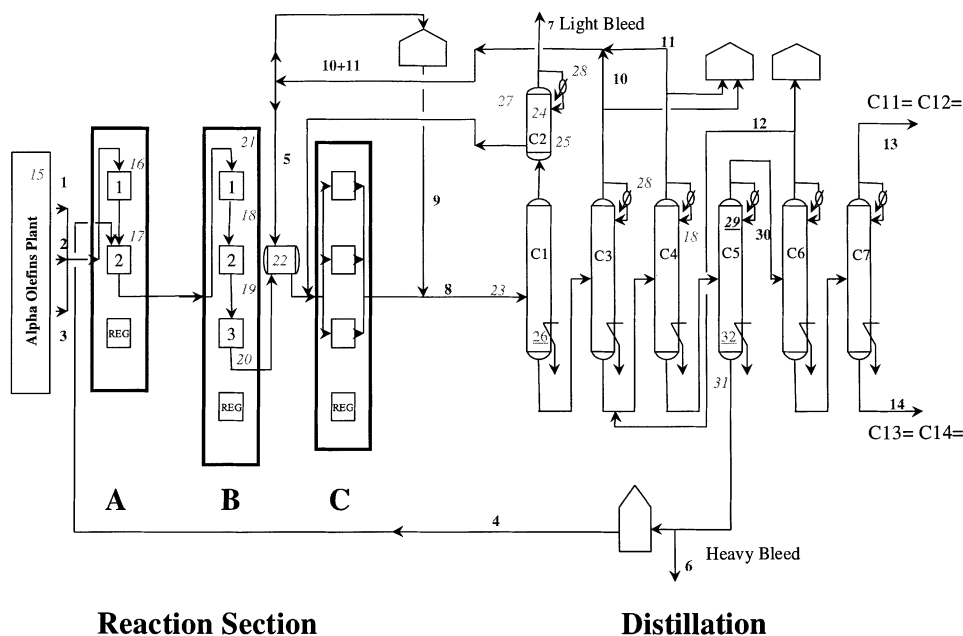 7 Light Bleed
11
10+11
10
28
27
24
C2
25
12
C11= C12=
13
15
Alpha Olefins Plant
1
2
3
16
1
17
2
REG
21
1
18
2
19
3
20
REG
5
22
9
REG
8
23
C1
26
28
C3
18
C4
29
30
C5
32
31
C6
C7
14
C13= C14=
A
B
C
4
Heavy Bleed
6
Reaction Section
Distillation